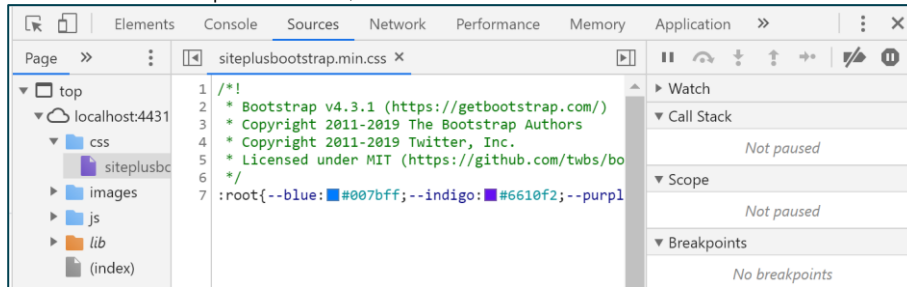 Elements Console Sources Network Performance Memory Application »
Page » siteplusbootstrap.min.css ×
top
localhost:4431
css
siteplusbc
images
js
lib
(index)
1 /*!
2 * Bootstrap v4.3.1 (https://getbootstrap.com/)
3 * Copyright 2011-2019 The Bootstrap Authors
4 * Copyright 2011-2019 Twitter, Inc.
5 * Licensed under MIT (https://github.com/twbs/bo
6 */
7 :root{--blue:#007bff;--indigo:#6610f2;--purpl
Watch
Call Stack
Not paused
Scope
Not paused
Breakpoints
No breakpoints